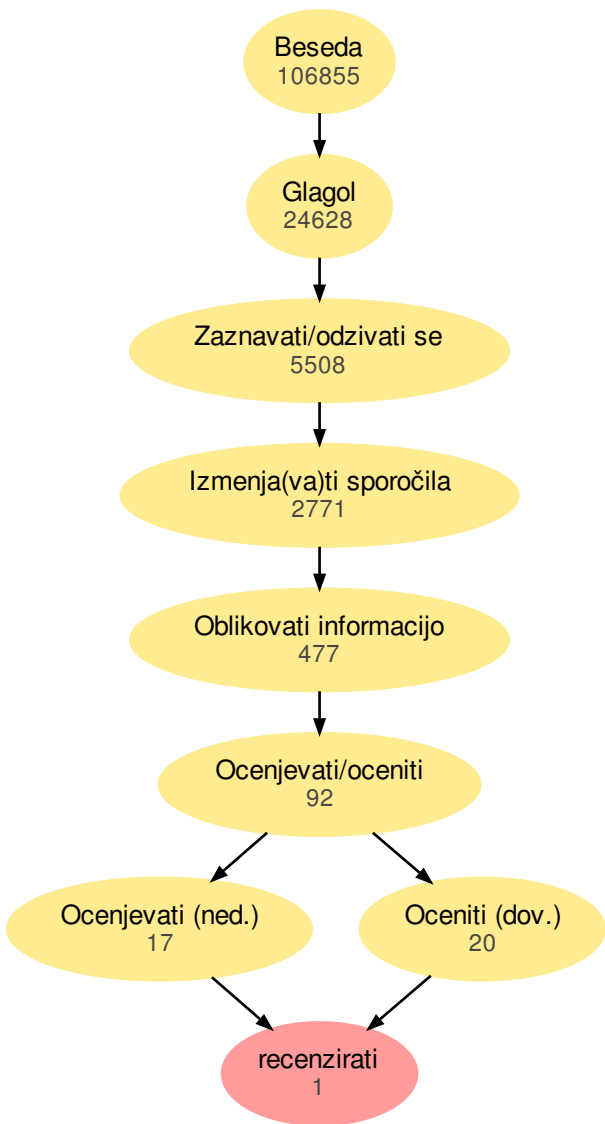 Beseda
106855
Glagol
24628
Zaznavati/odzivati se
5508
Izmenja(va)ti sporočila
2771
Oblikovati informacijo
477
Ocenjevati/oceniti
92
Ocenjevati (ned.)
17
Oceniti (dov.)
20
recenzirati
1